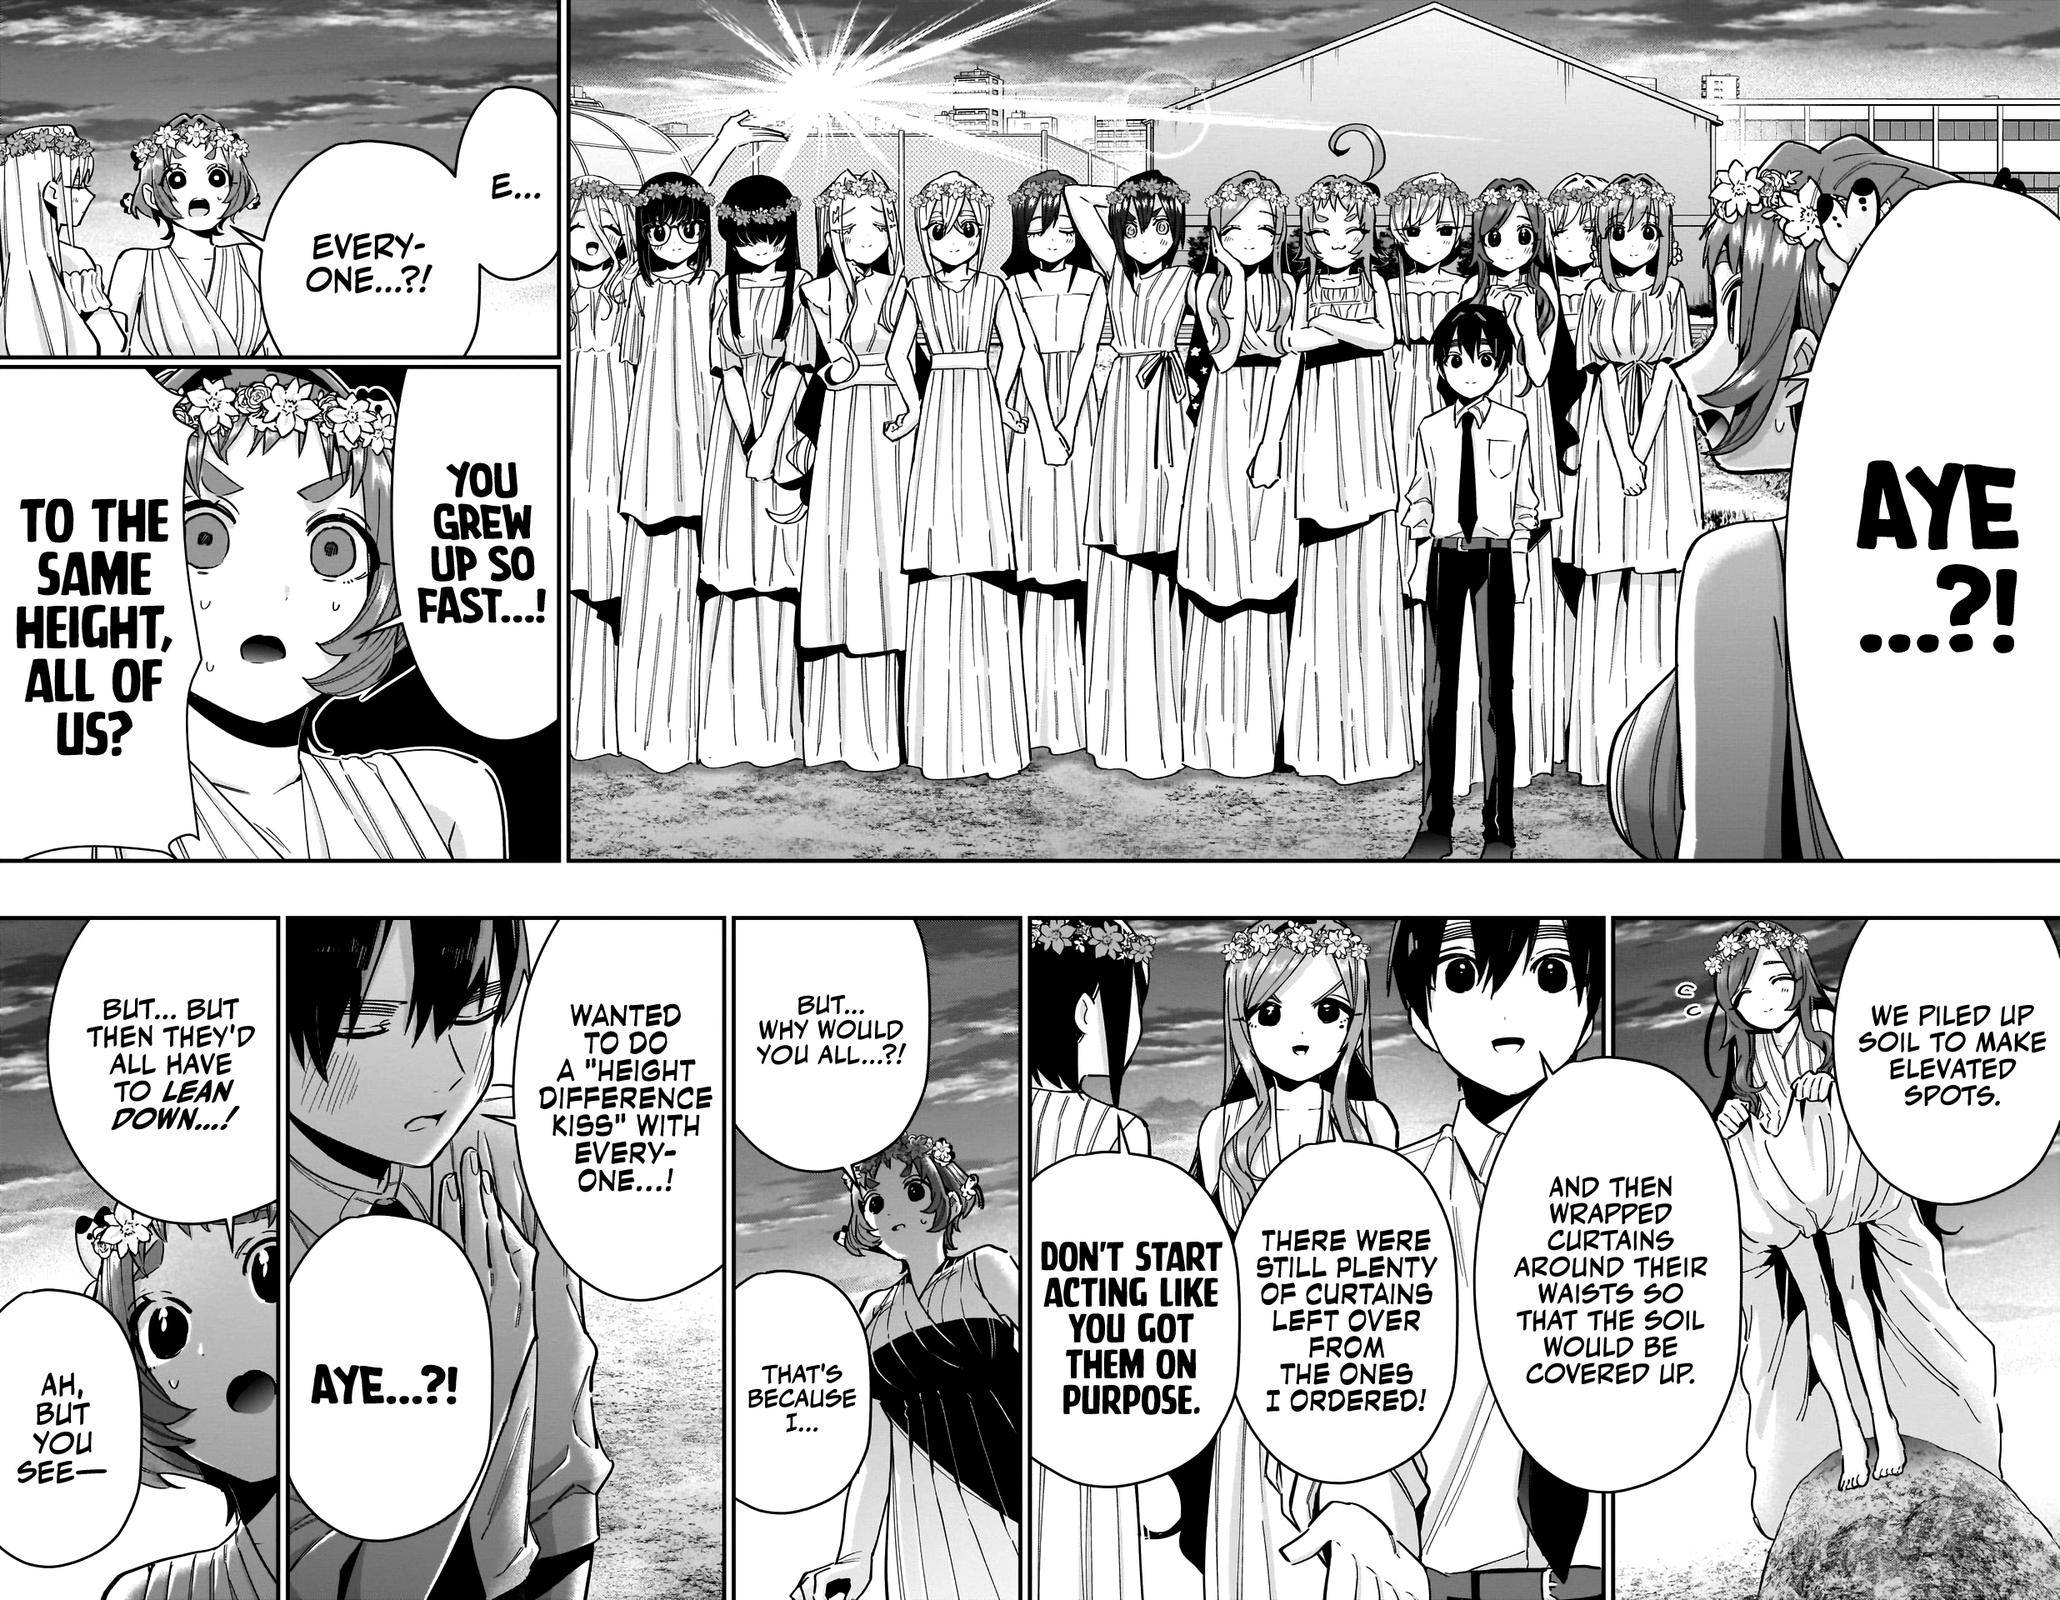 AYE
....?!
E...
EVERY-
ONE...?!
YOU
GREW
UP SO
FAST...!
TO THE
SAME
HEIGHT,
ALL OF
US?
WE PILED UP
SOIL TO MAKE
ELEVATED
SPOTS.
AND THEN
WRAPPED
CURTAINS
AROUND THEIR
WAISTS SO
THAT THE SOIL
WOULD BE
COVERED UP.
THERE WERE
STILL PLENTY
OF CURTAINS
LEFT OVER
FROM
THE ONES
I ORDERED!
DON'T START
ACTING LIKE
YOU GOT
THEM ON
PURPOSE.
BUT...
WHY WOULD
YOU ALL...?!
THAT'S
BECAUSE
I...
WANTED
TO DO
A "HEIGHT
DIFFERENCE
KISS" WITH
EVERY-
ONE...!
AYE...?!
BUT... BUT
THEN THEY'D
ALL HAVE
TO LEAN
DOWN...!
AH,
BUT
YOU
SEE—